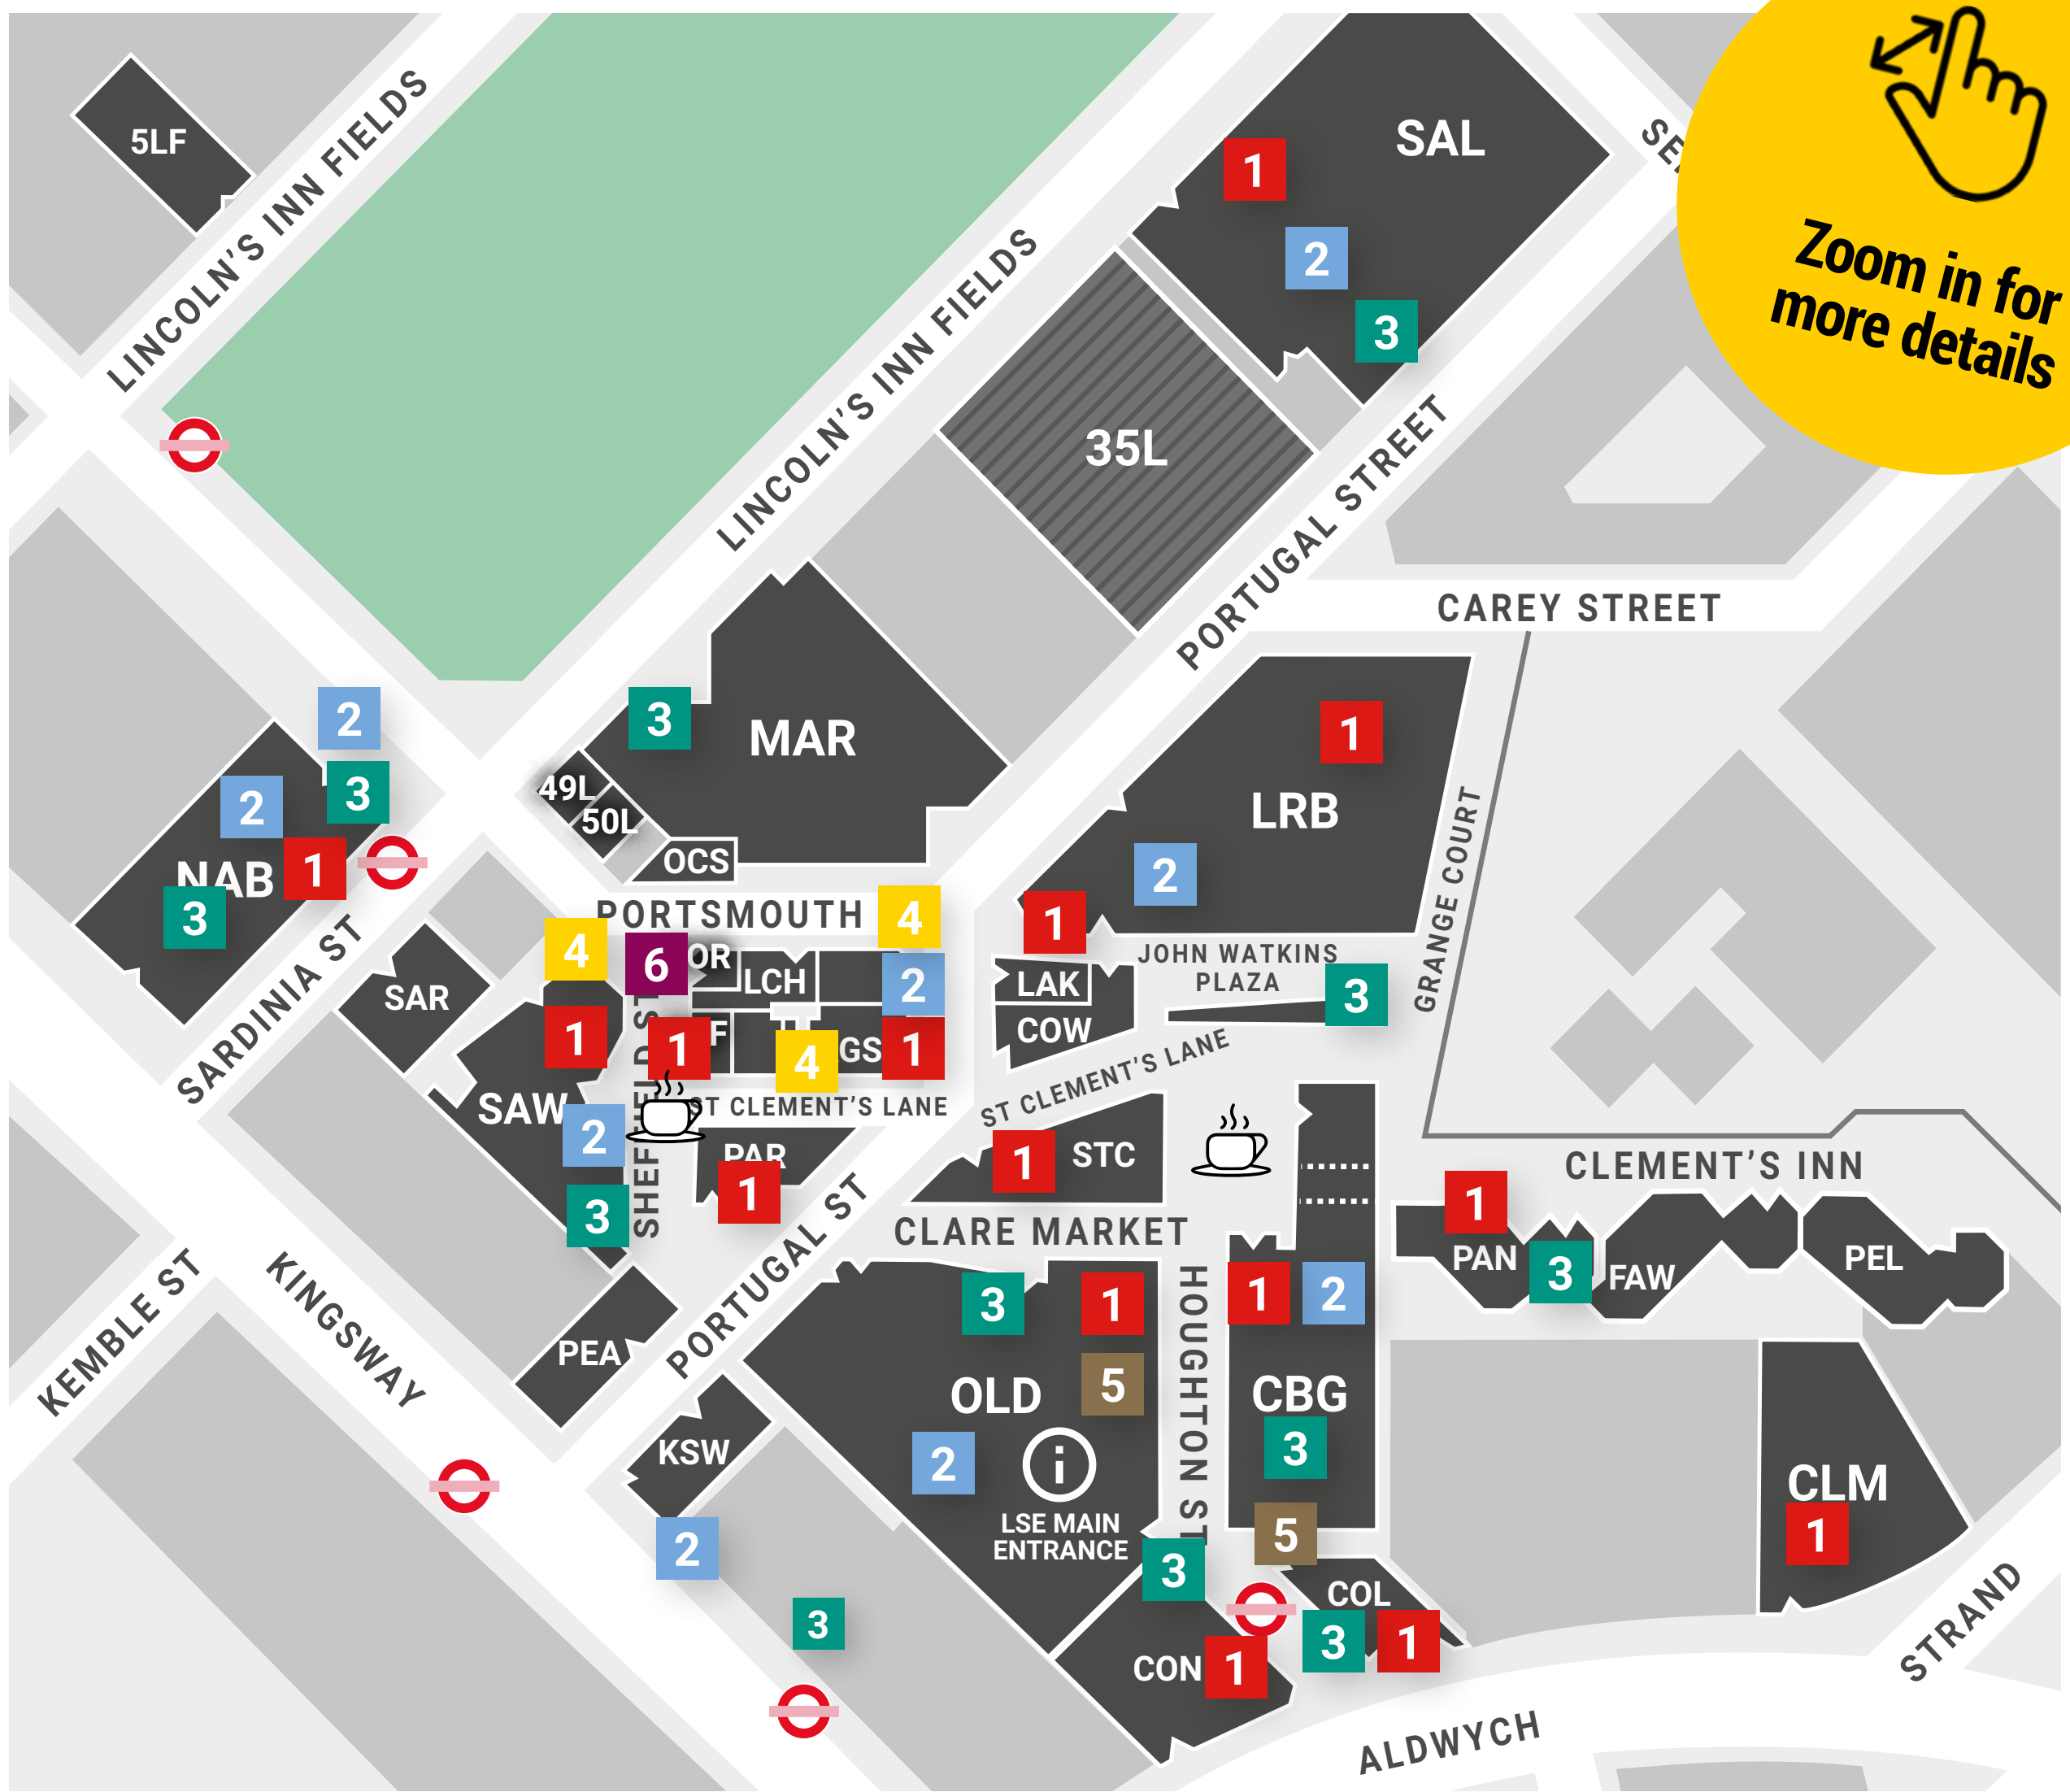 5LF
LINCOLN'S INN FIELDS
SAL
1
2
3
Zoom in for
more details
LINCOLN'S INN FIELDS
35L
PORTUGAL STREET
CAREY STREET
2
3
2
NAB
1
3
SARDINIA ST
3
MAR
49L
50L
OCS
1
LRB
2
1
GRANGE COURT
JOHN WATKINS
PLAZA
3
PORTSMOUTH
4
4
6
OR
LCH
2
SAR
1
1
F
4
GS
1
LAK
COW
ST CLEMENT'S LANE
SAW
2
3
SHEFFIELD ST
ST CLEMENT'S LANE
PAR
1
1
STC
CLARE MARKET
CLEMENT'S INN
1
PAN
3
FAW
PEL
KEMBLE ST
KINGSWAY
PEA
PORTUGAL ST
KSW
2
3
3
1
OLD
5
2
i
LSE MAIN
ENTRANCE
HOUGHTON ST
1
2
CBG
3
5
3
COL
3
1
CON
1
CLM
1
STRAND
ALDWYCH